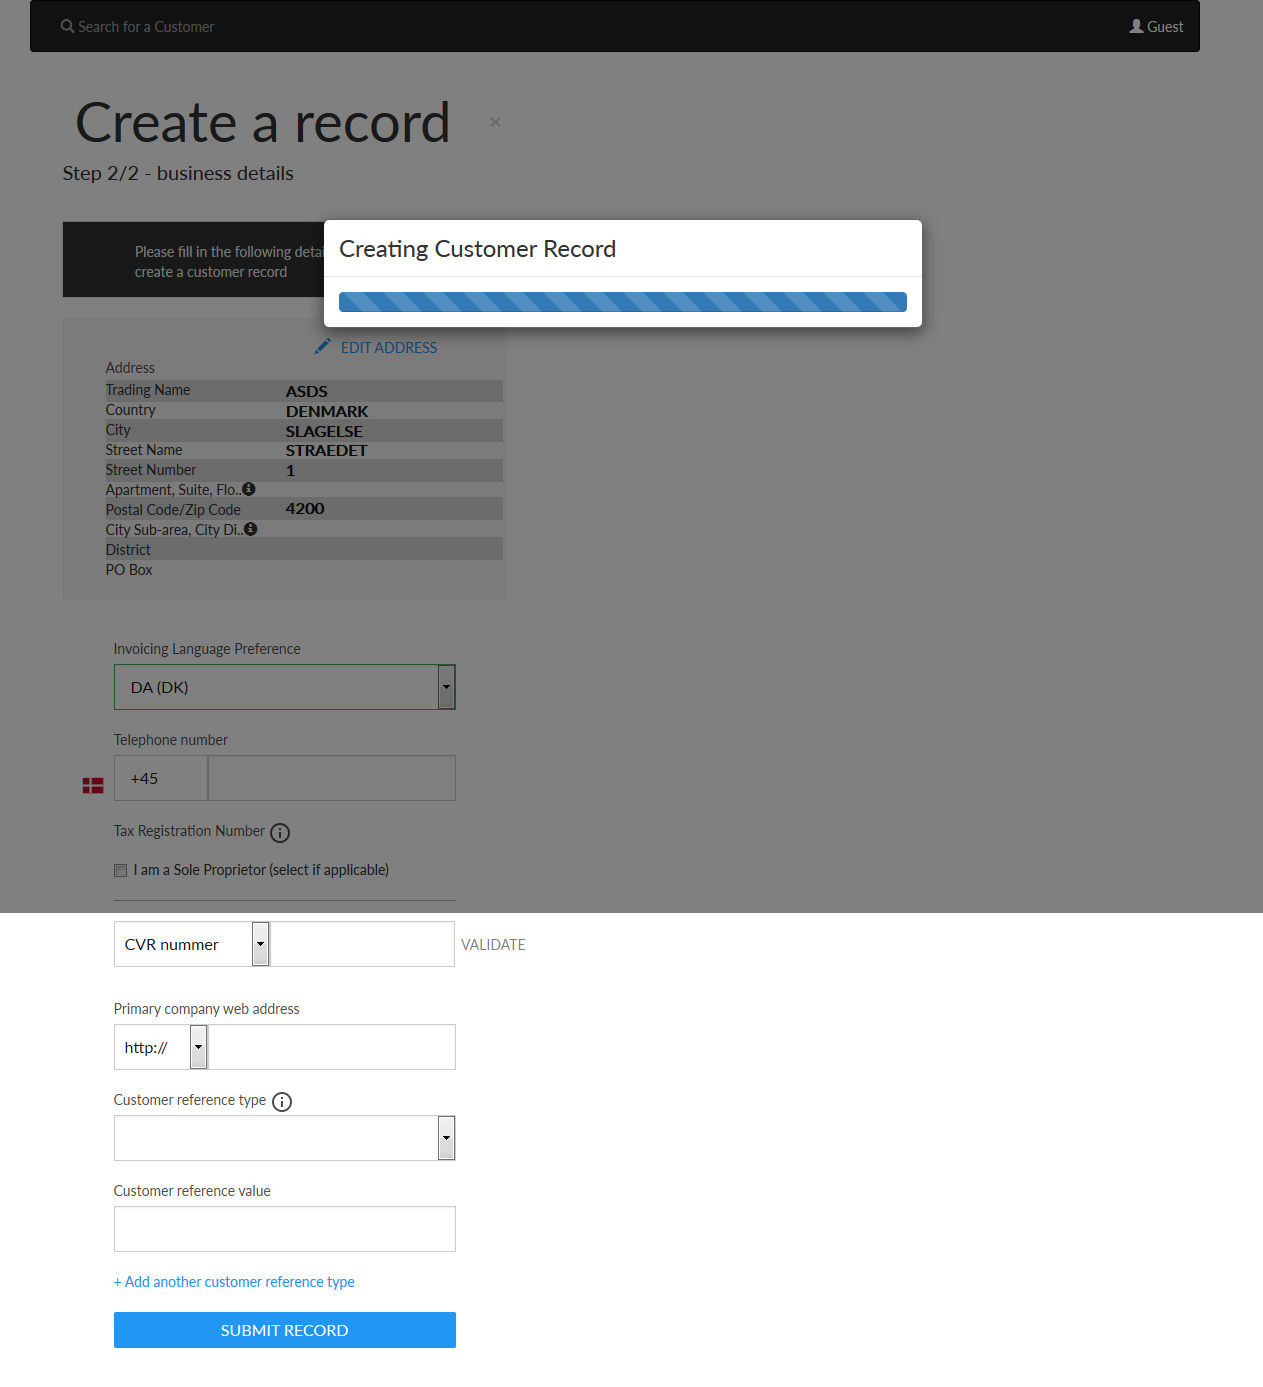 Search for a Customer
Guest
Create a record ×
Step 2/2 - business details
Please fill in the following detai
create a customer record
Creating Customer Record
EDIT ADDRESS
Address
Trading Name ASDS
Country DENMARK
City SLAGELSE
Street Name STRAEDET
Street Number 1
Apartment, Suite, Flo..
Postal Code/Zip Code 4200
City Sub-area, City Di..
District
PO Box
Invoicing Language Preference
DA (DK)
Telephone number
+45
Tax Registration Number
I am a Sole Proprietor (select if applicable)
CVR nummer VALIDATE
Primary company web address
http://
Customer reference type
Customer reference value
+ Add another customer reference type
SUBMIT RECORD